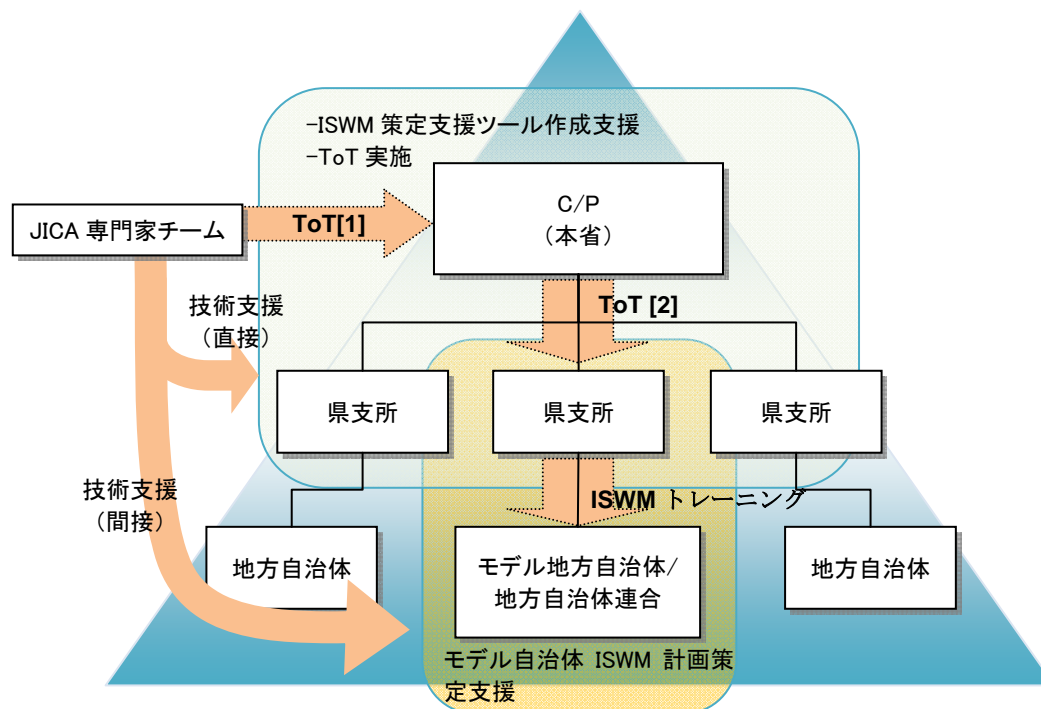 -ISWM 策定支援ツール作成支援
-ToT 実施
C/P
（本省）
JICA 専門家チーム
ToT[1]
技術支援
（直接）
ToT [2]
県支所
県支所
県支所
技術支援
（間接）
ISWM トレーニング
地方自治体
モデル地方自治体/
地方自治体連合
地方自治体
モデル自治体 ISWM 計画策
定支援